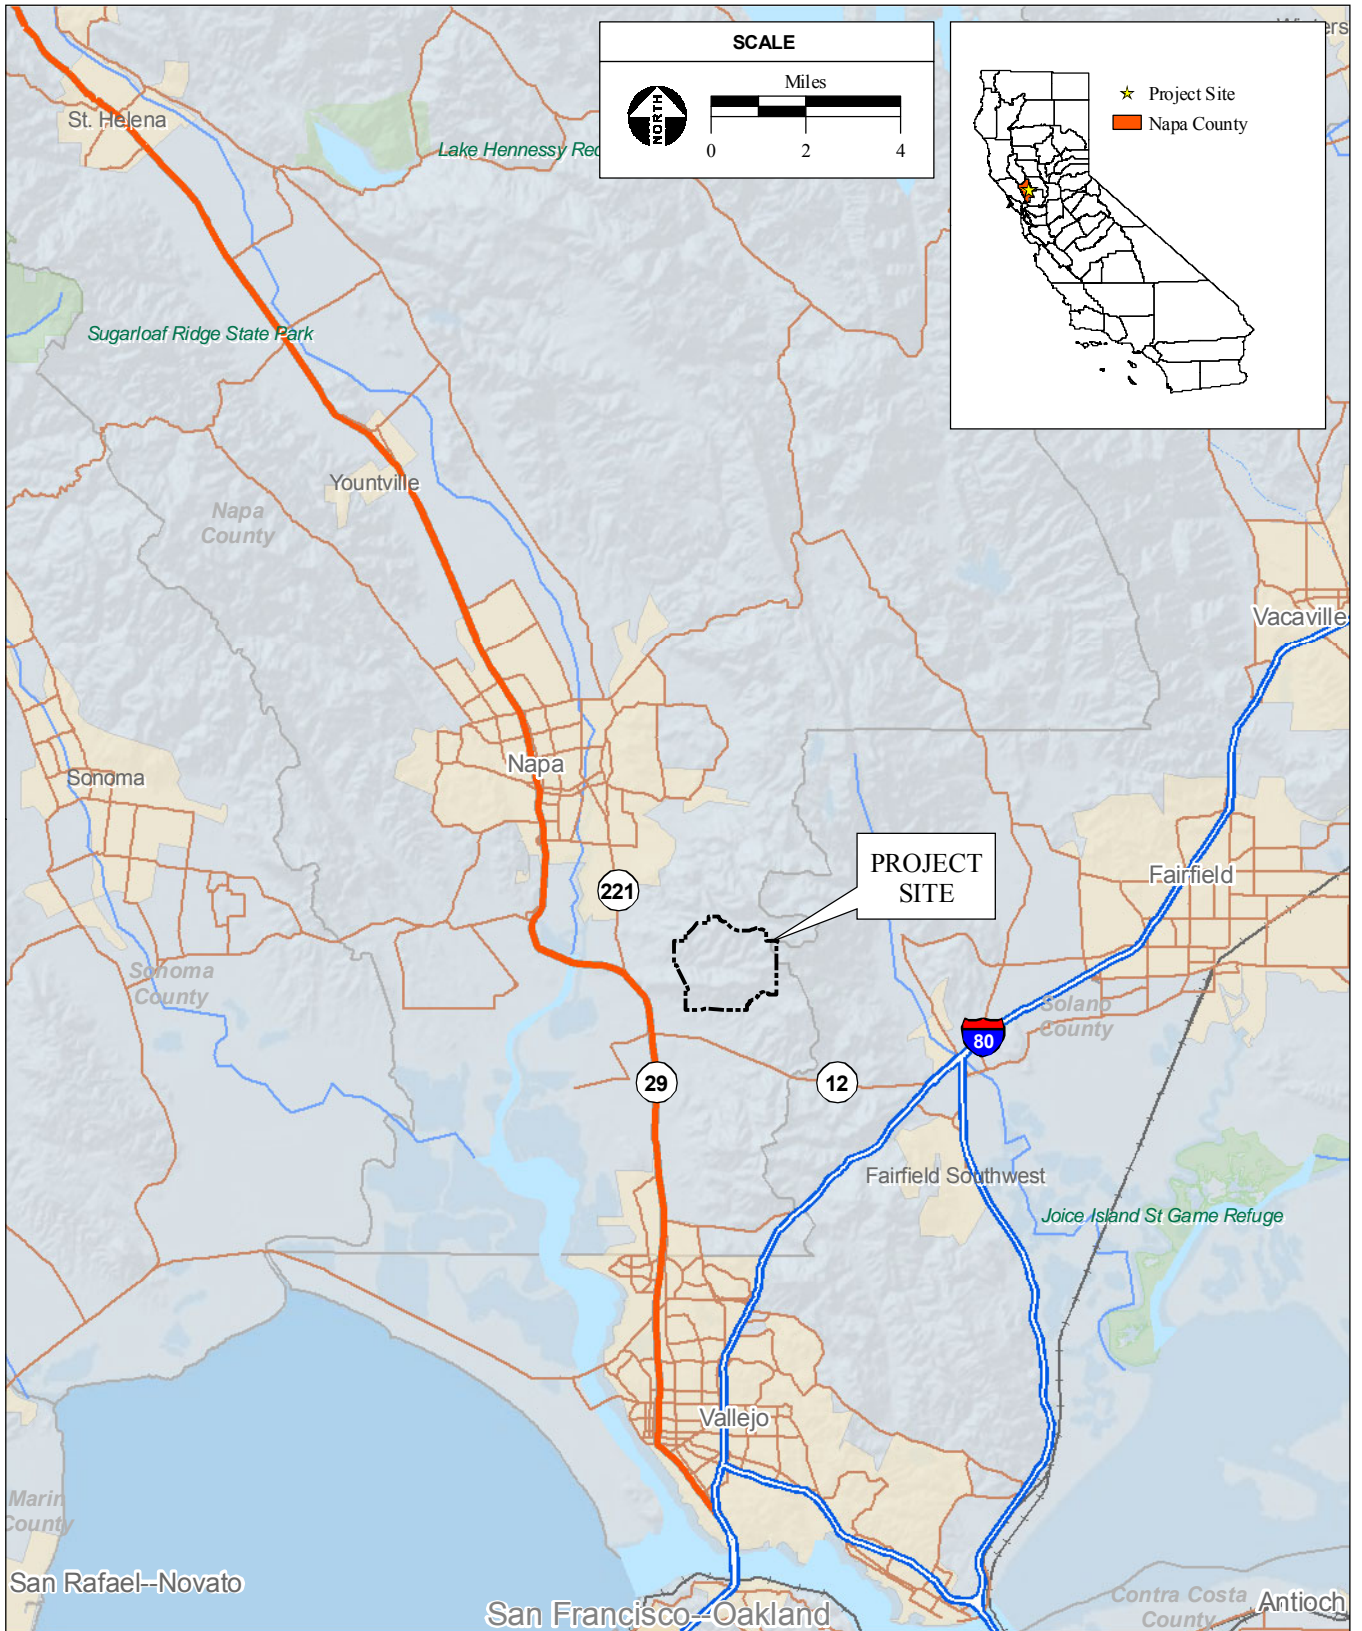 Winters
SCALE
Miles
NORTH
0 2 4
Project Site
Napa County
St. Helena
Lake Hennessy Rec
Sugarloaf Ridge State Park
Yountville
Napa
County
Vacaville
Napa
Sonoma
PROJECT
SITE
Fairfield
221
Sonoma
County
Solano
County
80
29
12
Fairfield Southwest
Joice Island St Game Refuge
Vallejo
Marin
County
San Rafael--Novato
San Francisco--Oakland
Contra Costa
County
Antioch